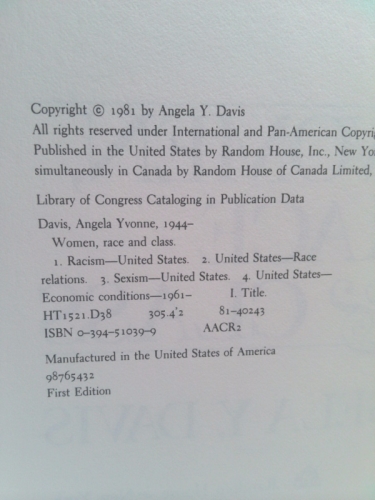 Copyright © 1981 by Angela Y. Davis
All rights reserved under International and Pan-American
Published in the United States by Random House, Inc., New
simultaneously in Canada by Random House of Canada Limited,
Library of Congress Cataloging in Publication Data
Davis, Angela Yvonne, 1944–
Women, race and class.
1. Racism—United States. 2. United States—Race
relations. 3. Sexism—United States. 4. United States—
Economic conditions—1961– I. Title.
HT1521.D38 305.4'2 81-40243
ISBN 0-394-51039-9 AACR2
Manufactured in the United States of America
98765432
First Edition